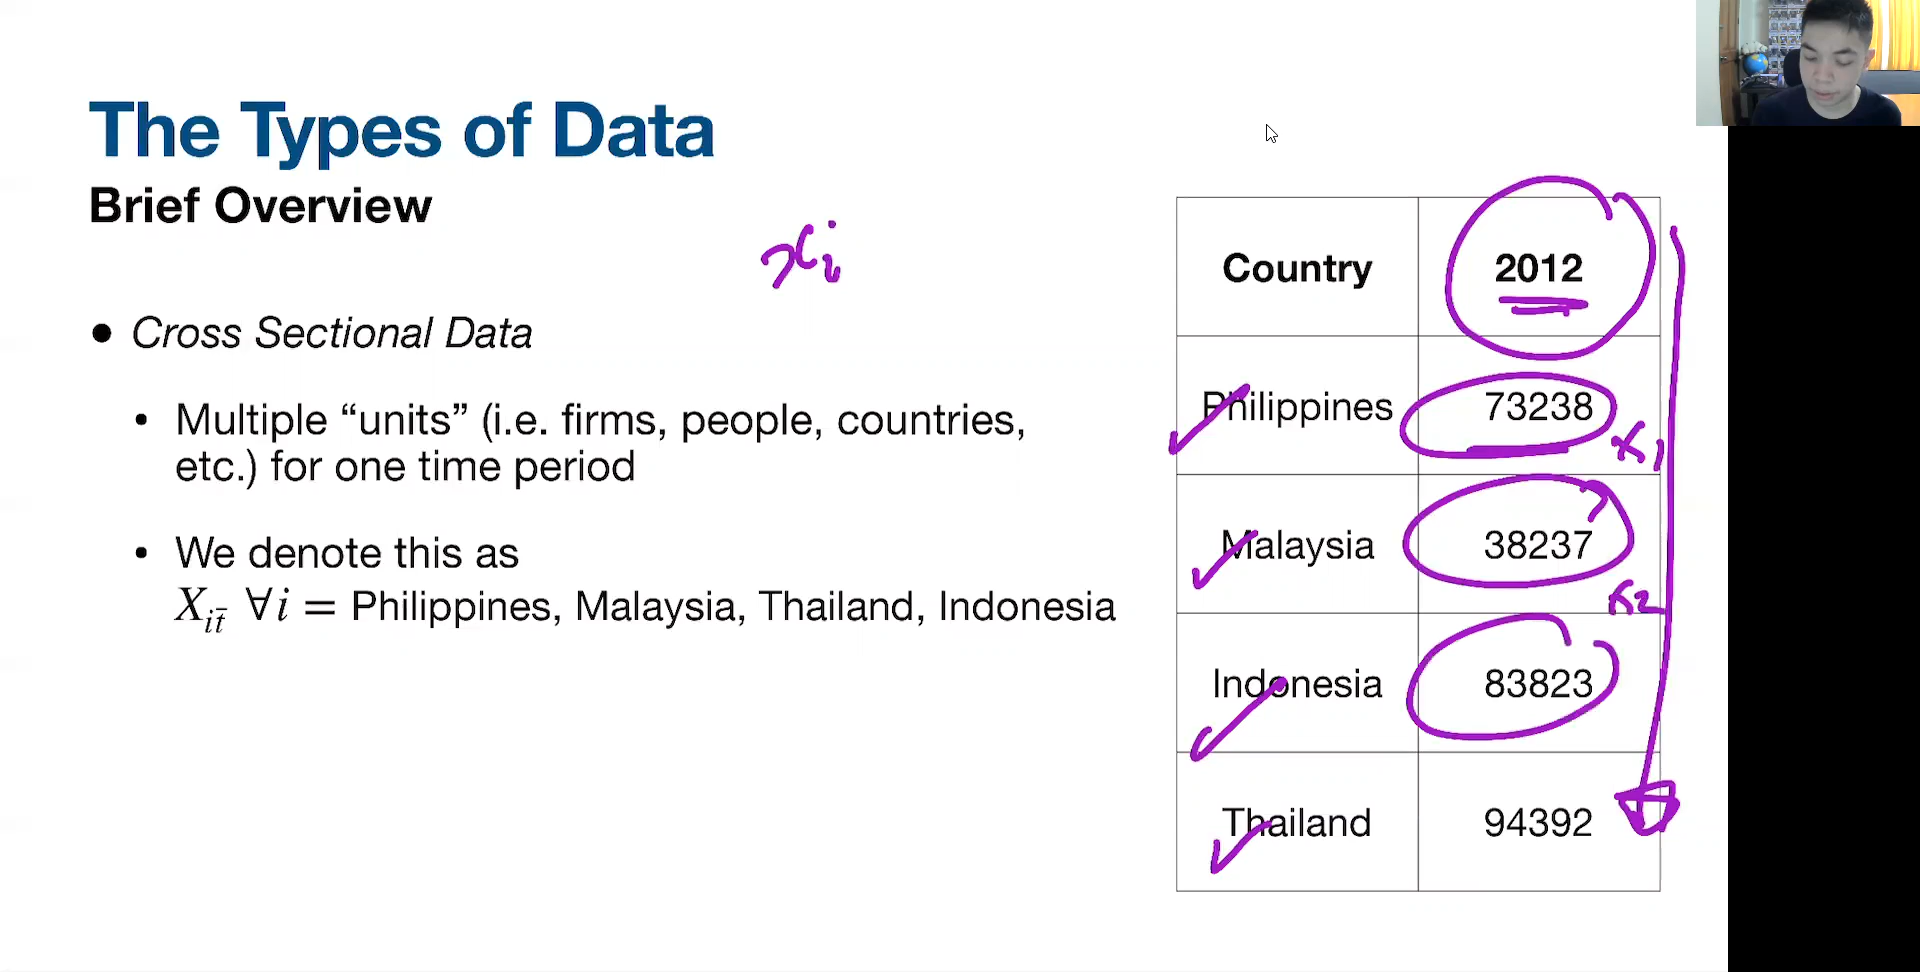 The Types of Data
Brief Overview
xᵢ
● Cross Sectional Data
• Multiple “units” (i.e. firms, people, countries,
etc.) for one time period
• We denote this as
X_{i\bar{t}} ∀i = Philippines, Malaysia, Thailand, Indonesia
Country 2012
Philippines 73238
x₁
Malaysia 38237
x₂
Indonesia 83823
Thailand 94392